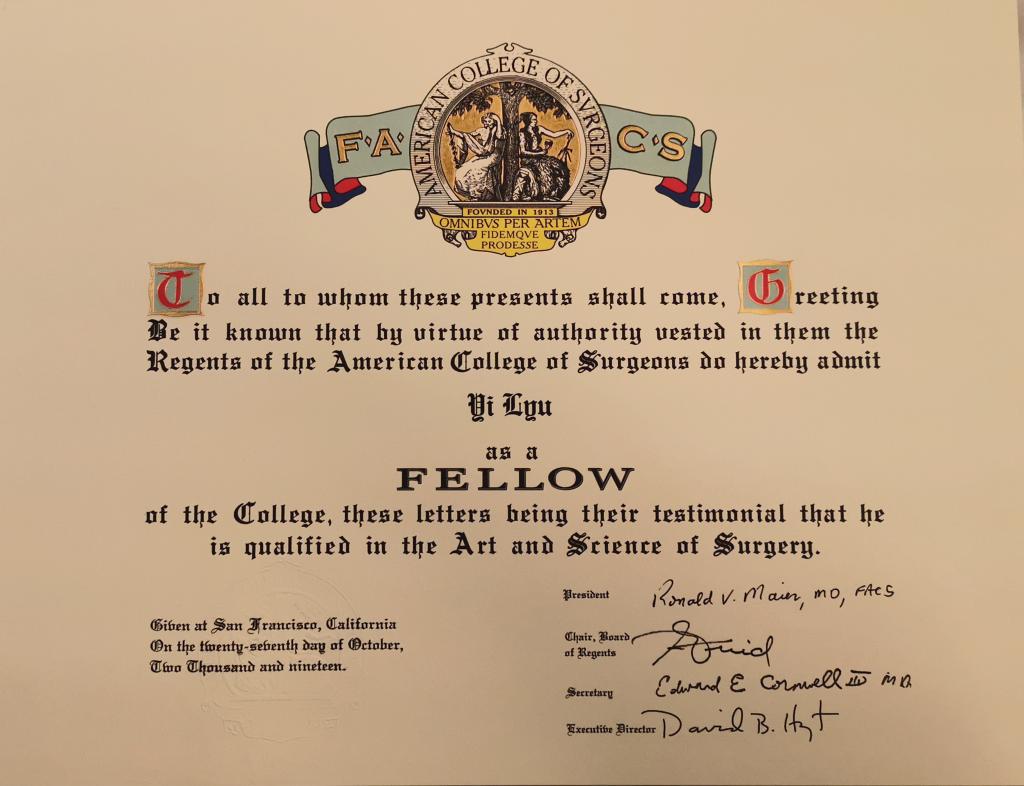 AMERICAN COLLEGE OF SVRGEONS
F·A· C·S
FOVNDED IN 1913
OMNIBVS PER ARTEM
FIDEMQVE
PRODESSE
To all to whom these presents shall come, Greeting
Be it known that by virtue of authority vested in them the
Regents of the American College of Surgeons do hereby admit
Yi Lyu
as a
FELLOW
of the College, these letters being their testimonial that he
is qualified in the Art and Science of Surgery.
Given at San Francisco, California
On the twenty-seventh day of October,
Two Thousand and nineteen.
President Ronald V. Maier, MD, FACS
Chair, Board
of Regents
Secretary Edward E Cornwell III MD
Executive Director David B. Hoyt